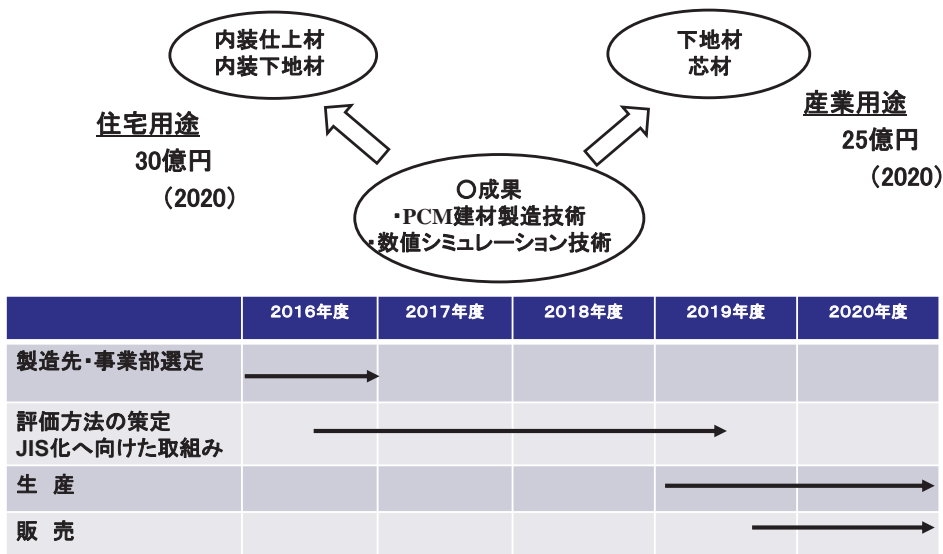 内装仕上材
内装下地材
下地材
芯材
住宅用途
30億円
(2020)
産業用途
25億円
(2020)
○成果
・PCM建材製造技術
・数値シミュレーション技術
2016年度 2017年度 2018年度 2019年度 2020年度
製造先・事業部選定
評価方法の策定
JIS化へ向けた取組み
生 産
販 売